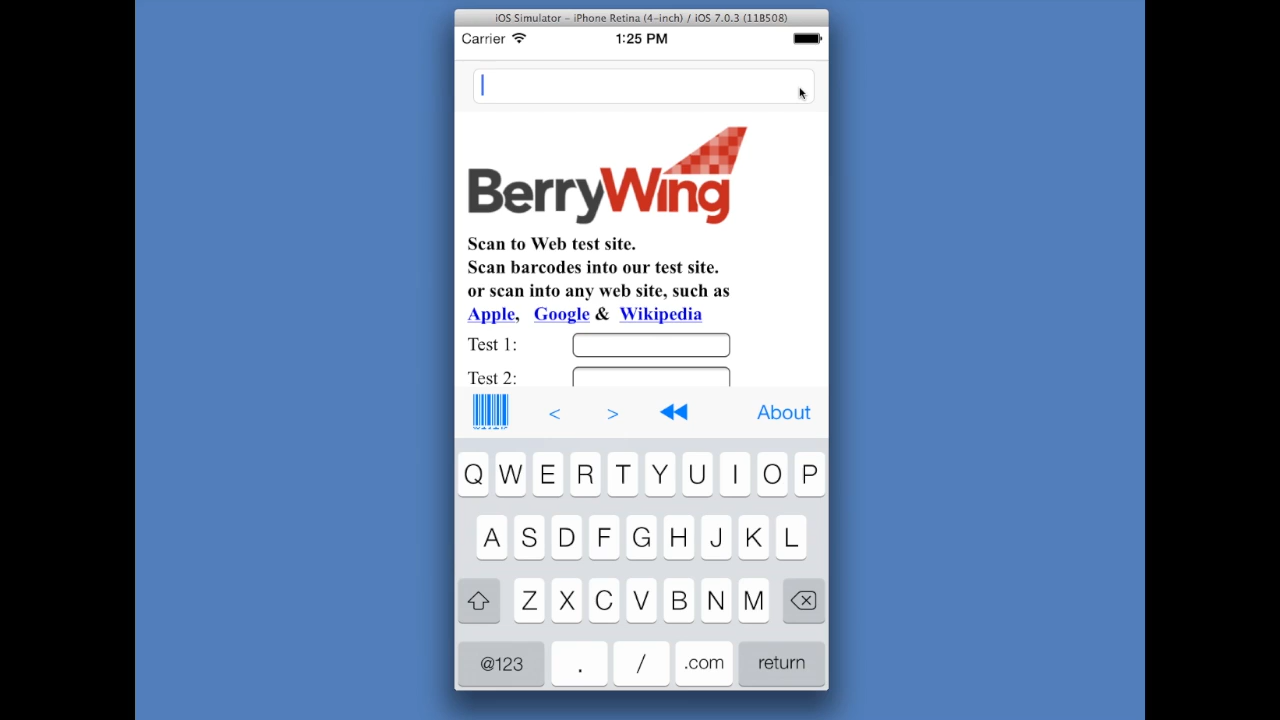 iOS Simulator – iPhone Retina (4-inch) / iOS 7.0.3 (11B508)
Carrier 1:25 PM
BerryWing
Scan to Web test site.
Scan barcodes into our test site.
or scan into any web site, such as
Apple, Google & Wikipedia
Test 1:
Test 2:
< > About
Q W E R T Y U I O P
A S D F G H J K L
Z X C V B N M
@123 . / .com return